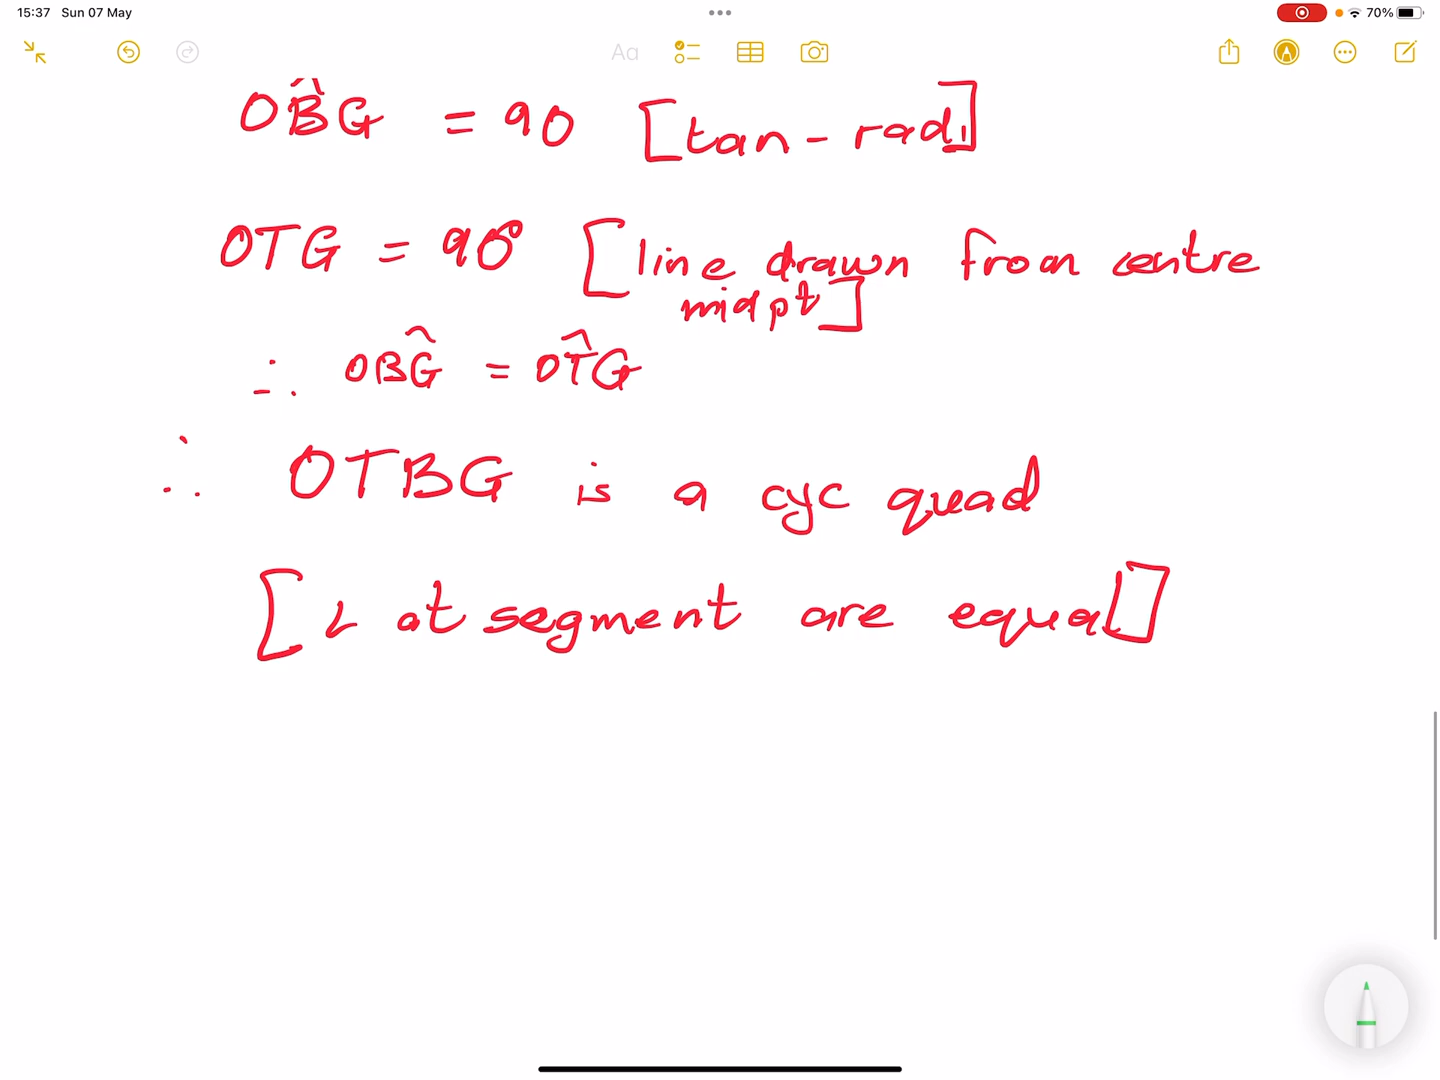 15:37 Sun 07 May
70%
Aa
OB̂G = 90 [tan - rad]
OTG = 90° [line drawn from centre
midpt]
∴ OBĜ = OT̂G
∴ OTBG is a cyc quad
[∠ at segment are equal]